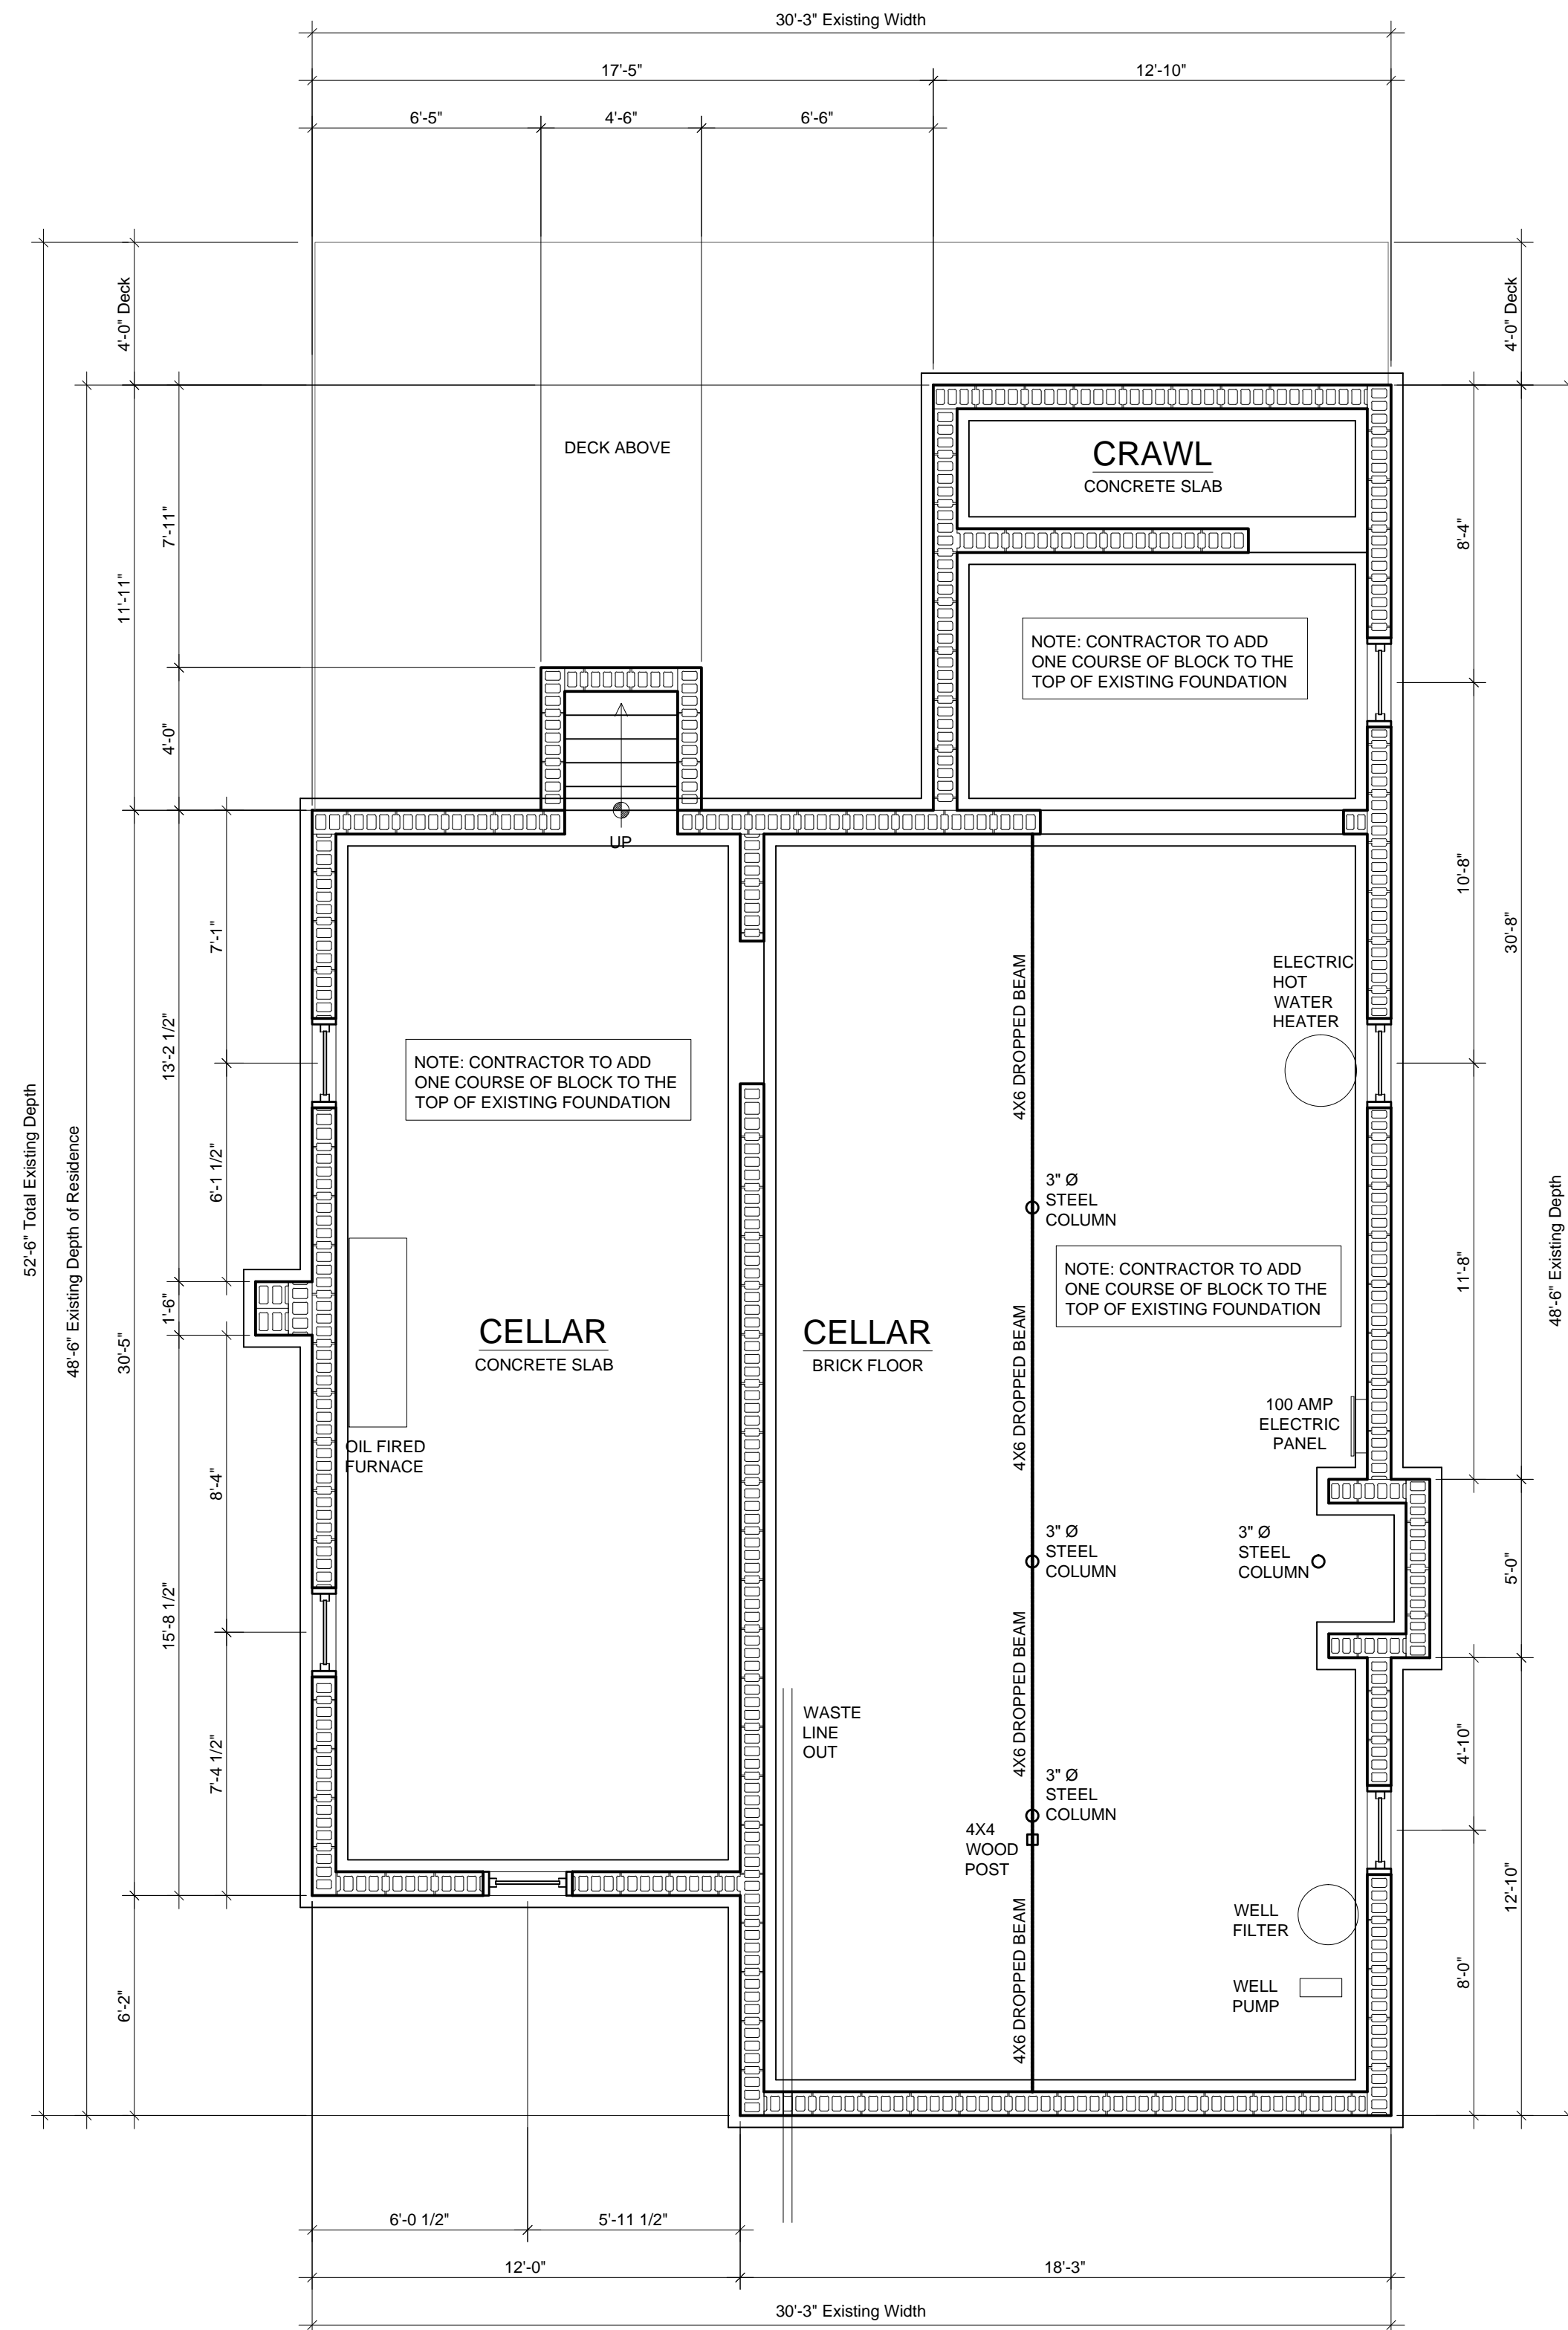 30'-3" Existing Width
17'-5"
12'-10"
6'-5"
4'-6"
6'-6"
4'-0" Deck
4'-0" Deck
DECK ABOVE
CRAWL
CONCRETE SLAB
7'-11"
8'-4"
11'-11"
NOTE: CONTRACTOR TO ADD
ONE COURSE OF BLOCK TO THE
TOP OF EXISTING FOUNDATION
4'-0"
UP
7'-1"
10'-8"
30'-8"
ELECTRIC
HOT
WATER
HEATER
4X6 DROPPED BEAM
13'-2 1/2"
NOTE: CONTRACTOR TO ADD
ONE COURSE OF BLOCK TO THE
TOP OF EXISTING FOUNDATION
52'-6" Total Existing Depth
48'-6" Existing Depth of Residence
6'-1 1/2"
3" Ø
STEEL
COLUMN
48'-6" Existing Depth
NOTE: CONTRACTOR TO ADD
ONE COURSE OF BLOCK TO THE
TOP OF EXISTING FOUNDATION
11'-8"
1'-6"
30'-5"
CELLAR
CONCRETE SLAB
CELLAR
BRICK FLOOR
4X6 DROPPED BEAM
OIL FIRED
FURNACE
100 AMP
ELECTRIC
PANEL
8'-4"
3" Ø
STEEL
COLUMN
3" Ø
STEEL
COLUMN
5'-0"
15'-8 1/2"
4X6 DROPPED BEAM
WASTE
LINE
OUT
4'-10"
7'-4 1/2"
3" Ø
STEEL
COLUMN
4X4
WOOD
POST
12'-10"
WELL
FILTER
4X6 DROPPED BEAM
8'-0"
WELL
PUMP
6'-2"
6'-0 1/2"
5'-11 1/2"
12'-0"
18'-3"
30'-3" Existing Width